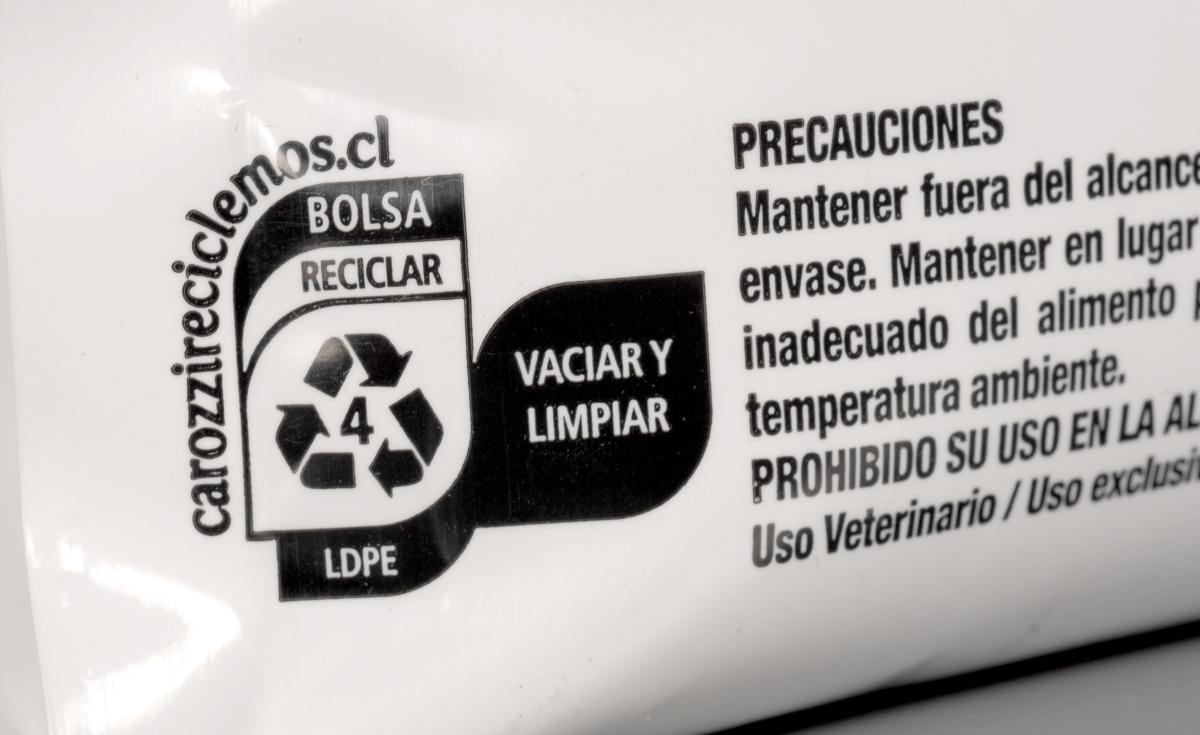 carozzireciclemos.cl
BOLSA
RECICLAR
4
VACIAR Y
LIMPIAR
LDPE
PRECAUCIONES
Mantener fuera del alcance
envase. Mantener en lugar
inadecuado del alimento
temperatura ambiente.
PROHIBIDO SU USO EN LA
Uso Veterinario / Uso